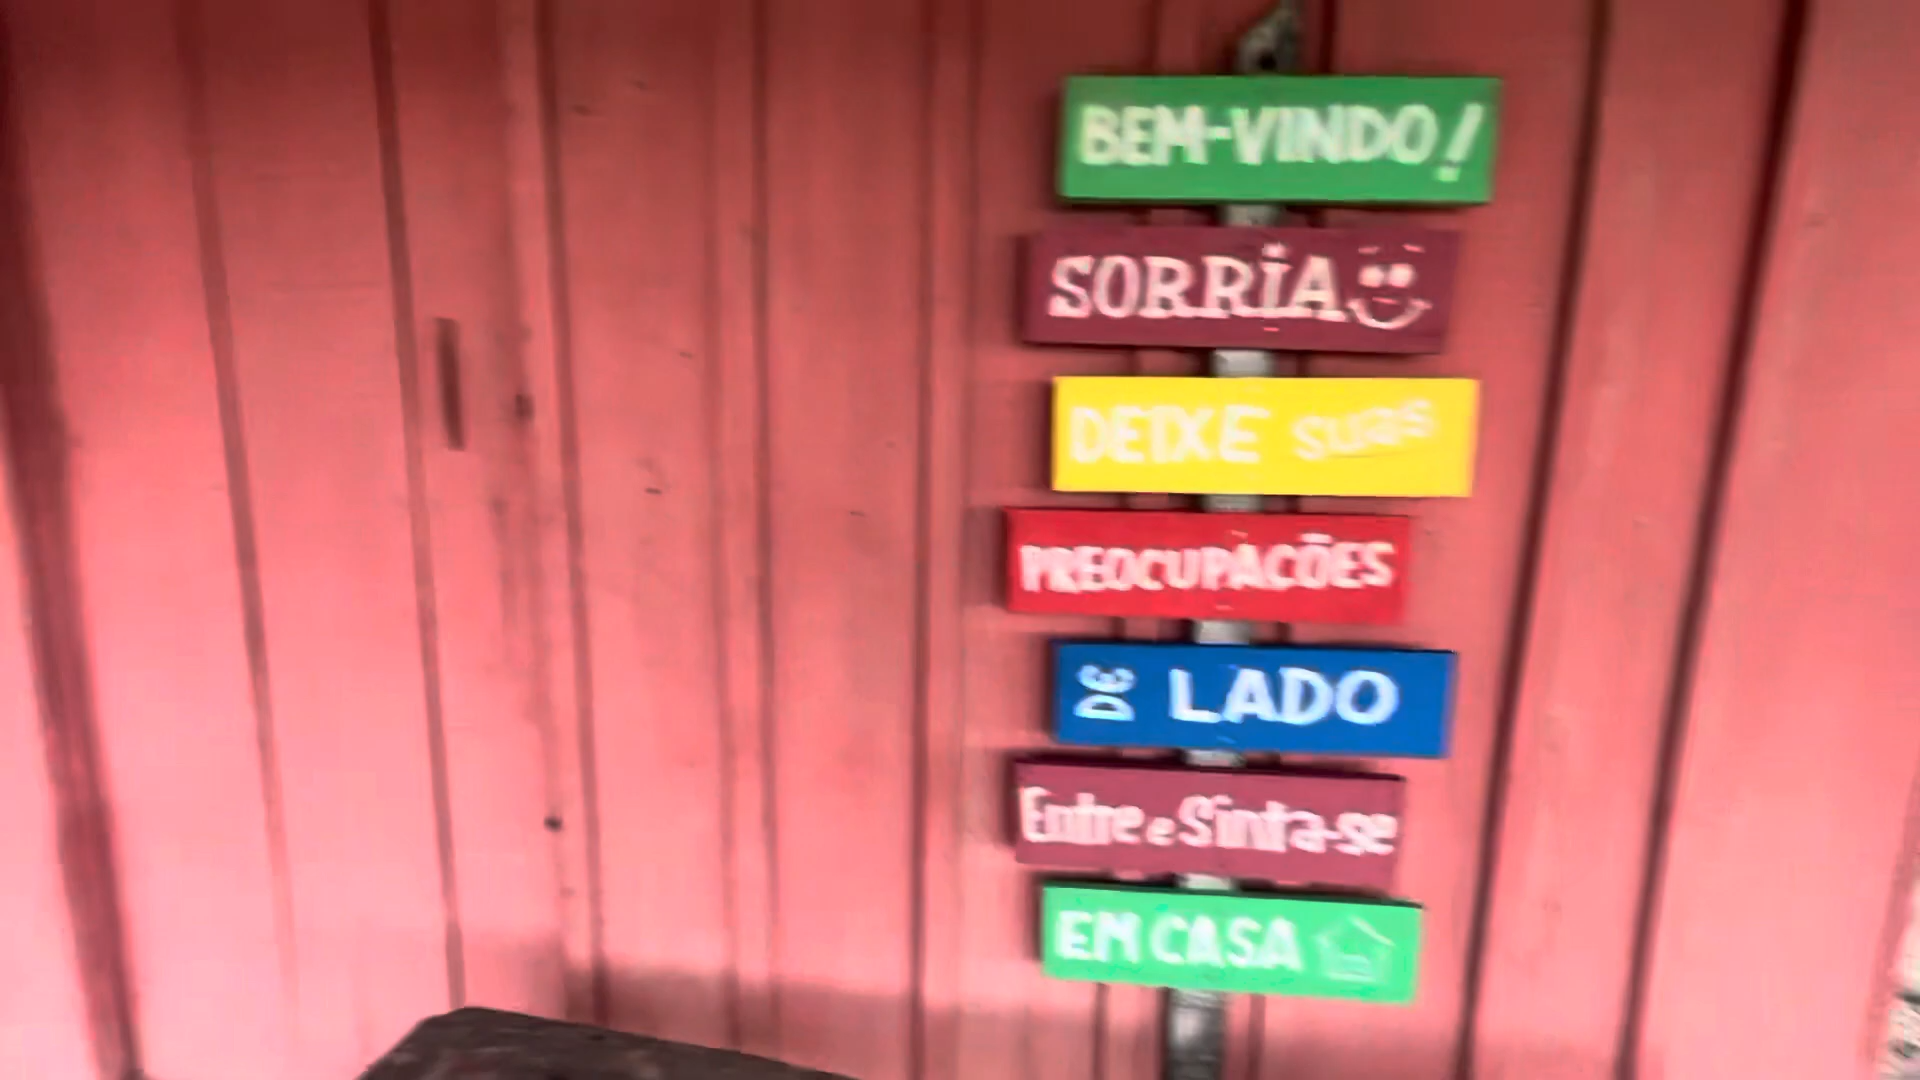 BEM-VINDO!
SORRiA
DEIXE suas
PREOCUPAÇÕES
DE LADO
Entre e Sinta-se
EM CASA